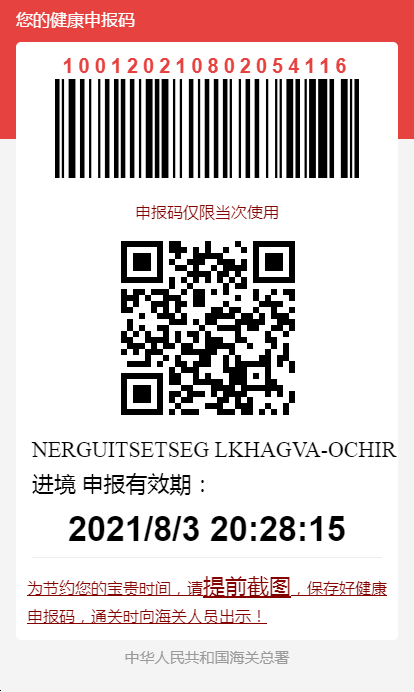 您的健康申报码
100120210802054116
申报码仅限当次使用
NERGUITSETSEG LKHAGVA-OCHIR
进境 申报有效期：
2021/8/3 20:28:15
为节约您的宝贵时间，请提前截图，保存好健康
申报码，通关时向海关人员出示！
中华人民共和国海关总署